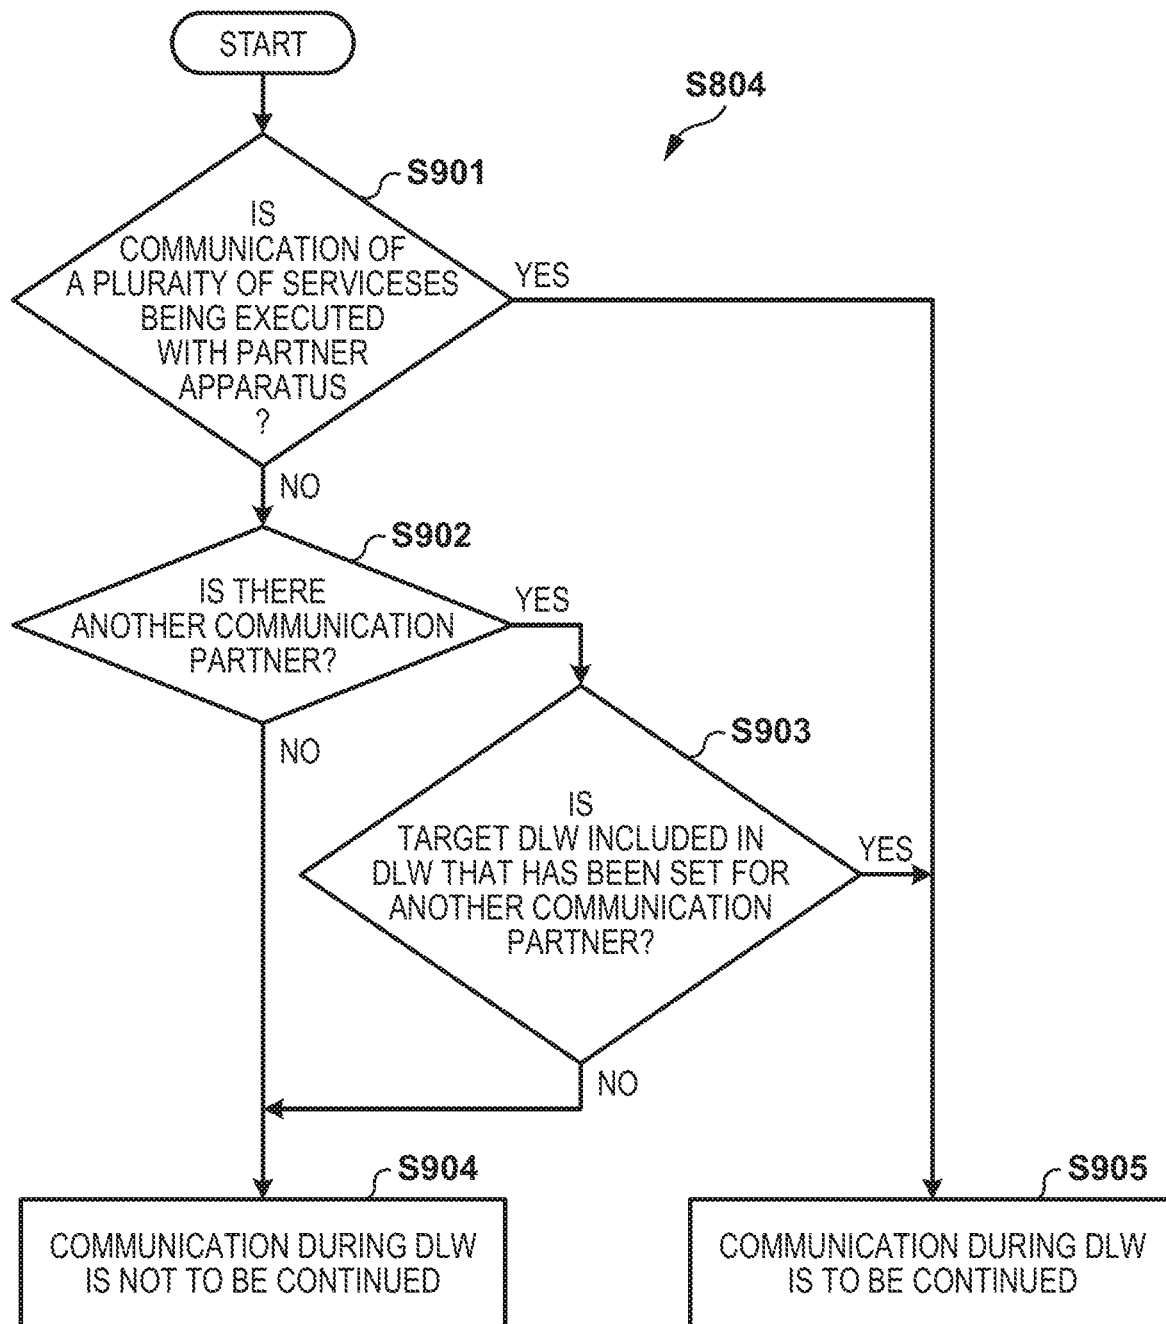 START
S804
S901
IS
COMMUNICATION OF
A PLURAITY OF SERVICESES
BEING EXECUTED
WITH PARTNER
APPARATUS
?
YES
NO
S902
IS THERE
ANOTHER COMMUNICATION
PARTNER?
YES
NO
S903
IS
TARGET DLW INCLUDED IN
DLW THAT HAS BEEN SET FOR
ANOTHER COMMUNICATION
PARTNER?
YES
NO
S904
COMMUNICATION DURING DLW
IS NOT TO BE CONTINUED
S905
COMMUNICATION DURING DLW
IS TO BE CONTINUED